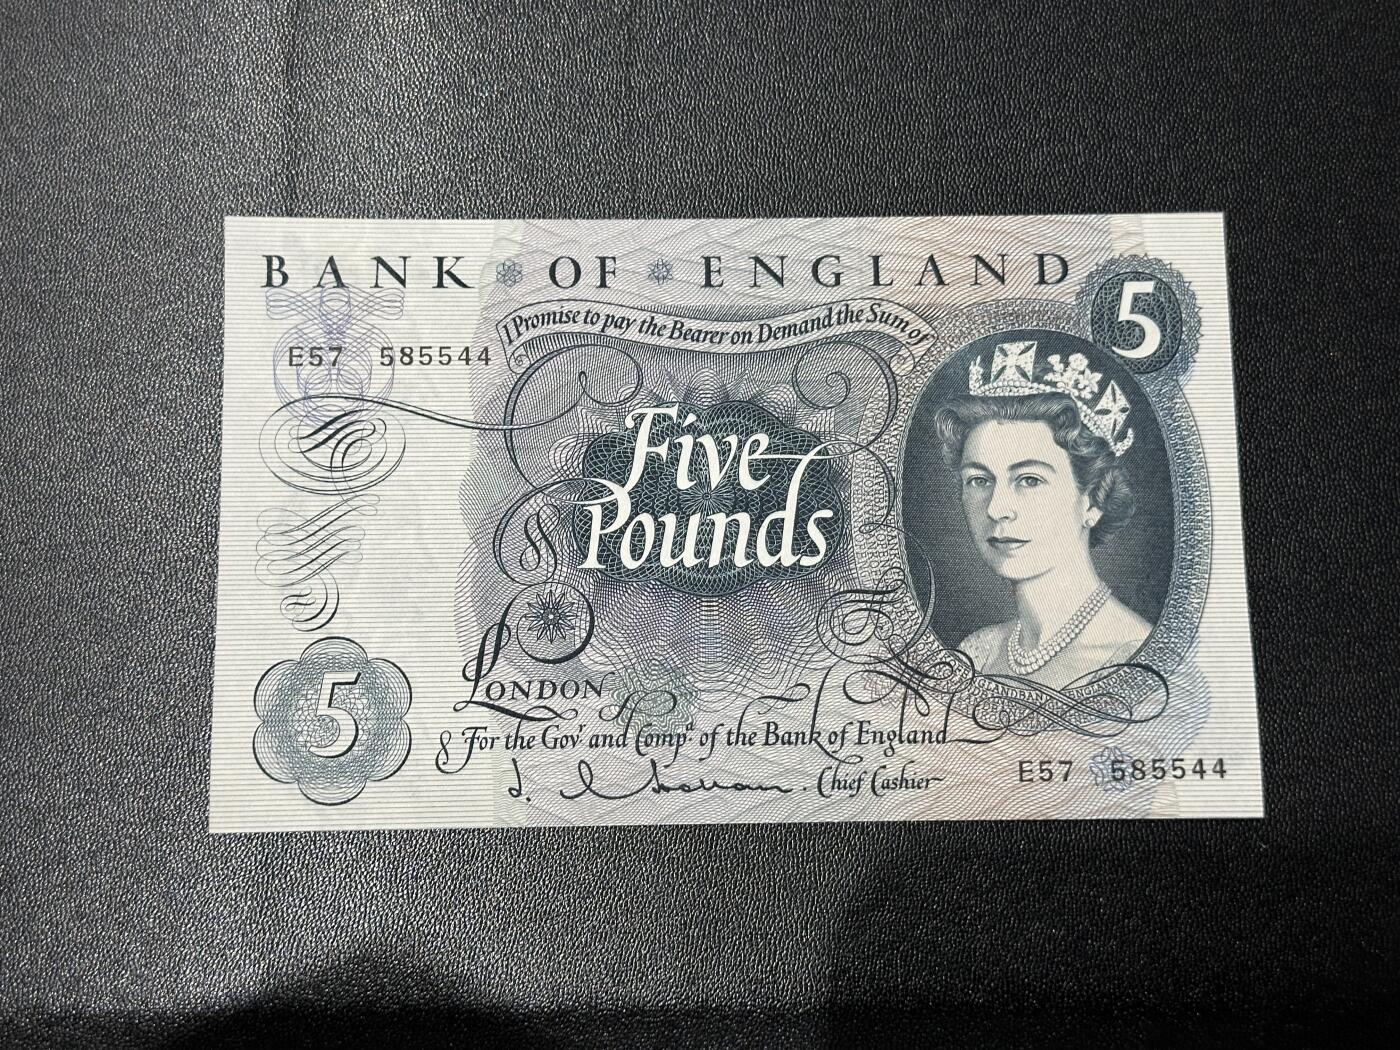 BANK OF ENGLAND
5
I Promise to pay the Bearer on Demand the Sum of
E57 585544
Five
Pounds
London
5
For the Govr and Compa of the Bank of England
Chief Cashier
E57 585544